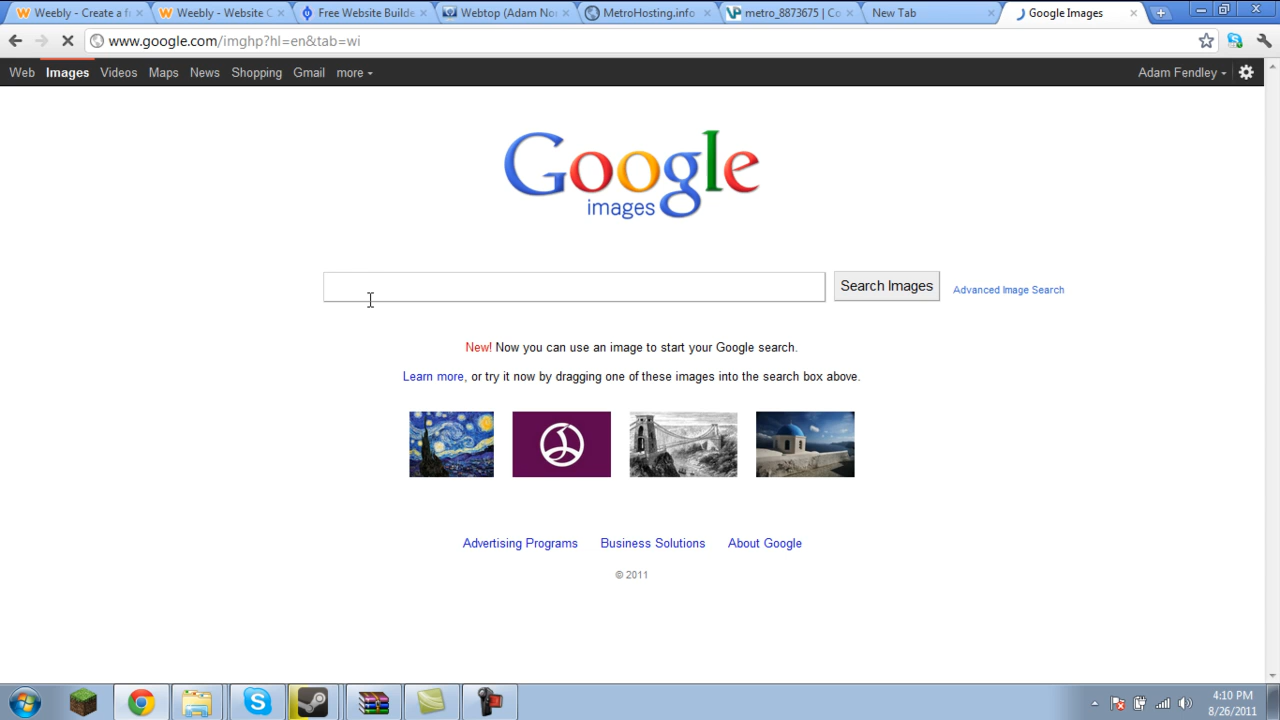 Weebly - Create a fr
Weebly - Website C
Free Website Builde
Webtop (Adam Nor
MetroHosting.info
metro_8873675 | Co
New Tab
Google Images
www.google.com/imghp?hl=en&tab=wi
Web Images Videos Maps News Shopping Gmail more
Adam Fendley
Google
images
Search Images
Advanced Image Search
New! Now you can use an image to start your Google search.
Learn more, or try it now by dragging one of these images into the search box above.
Advertising Programs Business Solutions About Google
© 2011
4:10 PM
8/26/2011